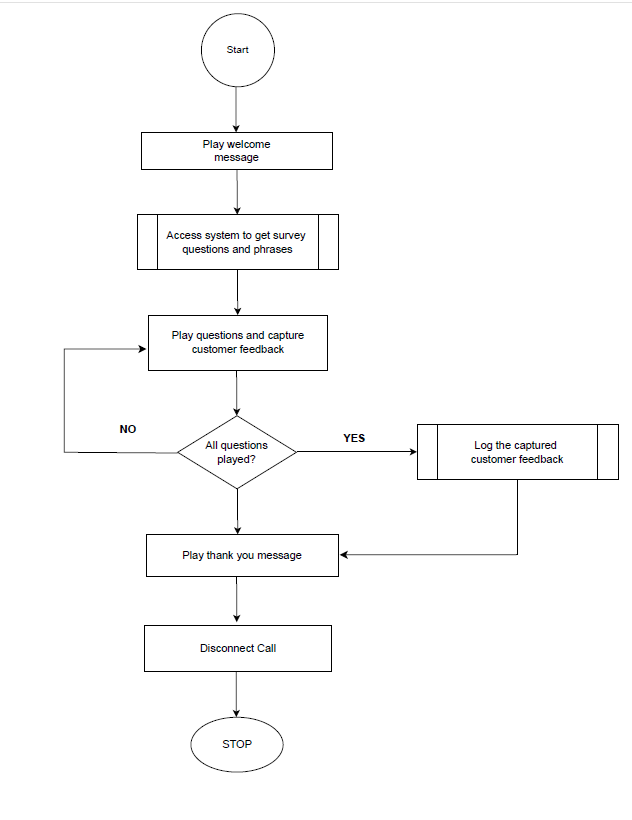 Start
Play welcome
message
Access system to get survey
questions and phrases
Play questions and capture
customer feedback
NO
All questions
played?
YES
Log the captured
customer feedback
Play thank you message
Disconnect Call
STOP